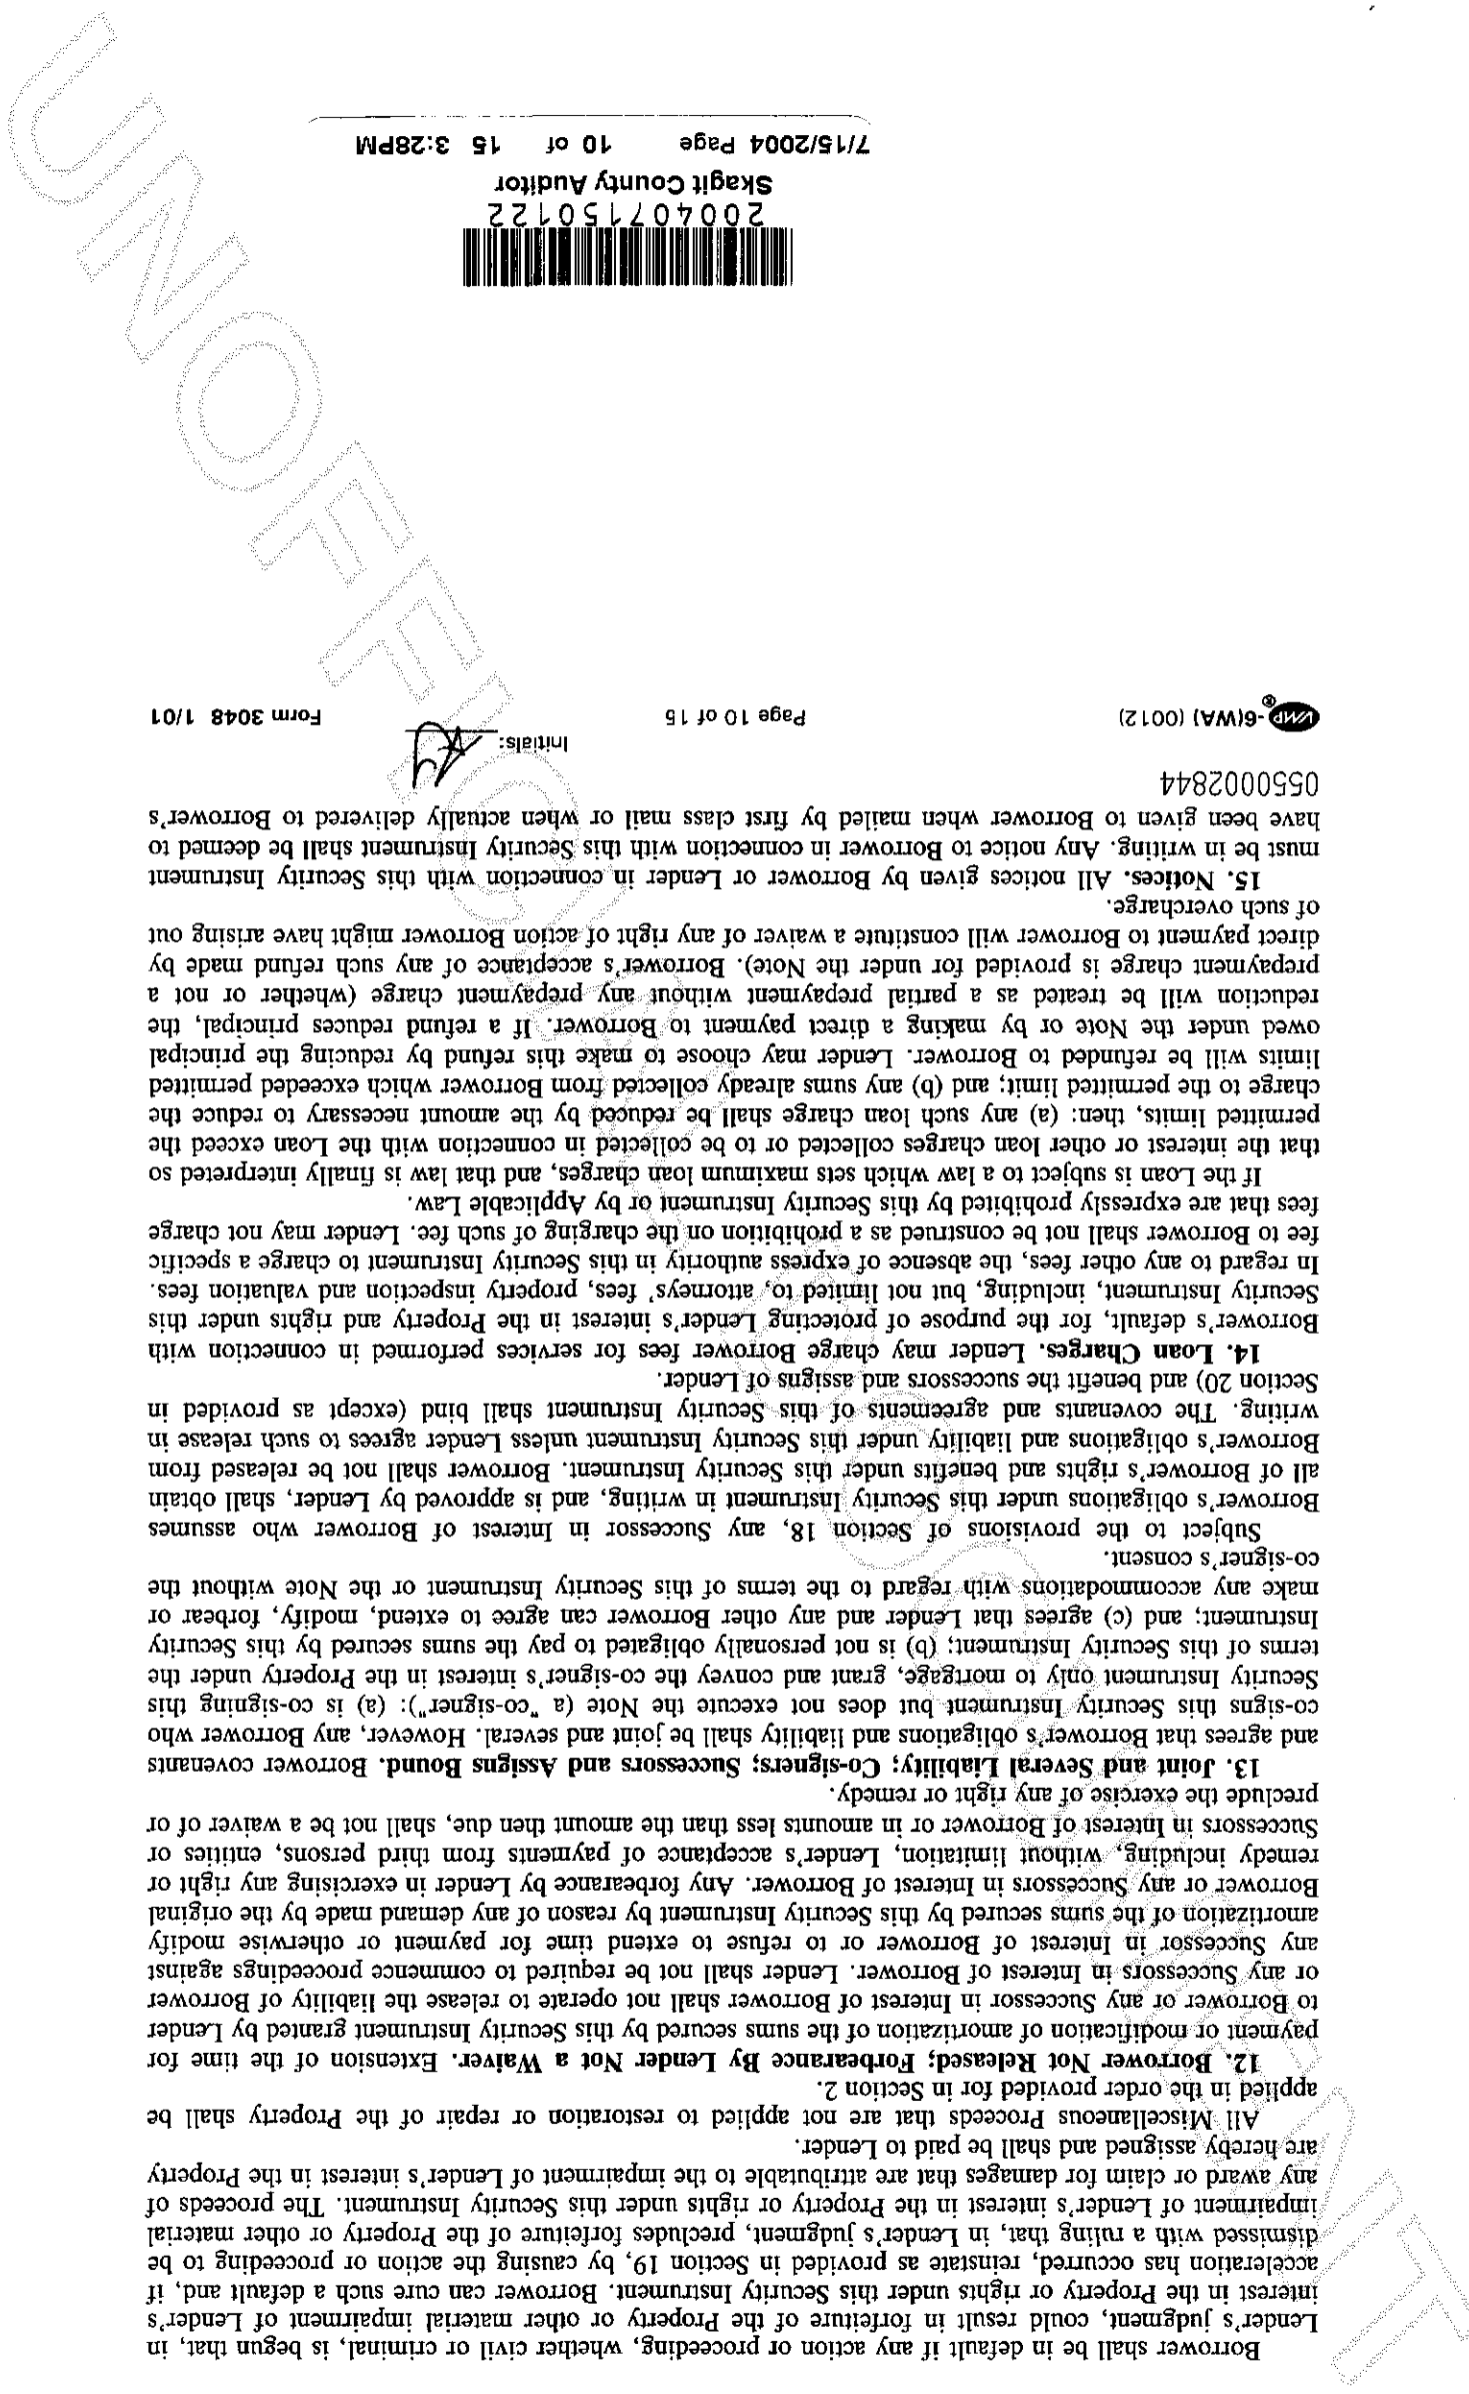 Borrower shall be in default if any action or proceeding, whether civil or criminal, is begun that, in
Lender's judgment, could result in forfeiture of the Property or other material impairment of Lender's
interest in the Property or rights under this Security Instrument. Borrower can cure such a default and, if
acceleration has occurred, reinstate as provided in Section 19, by causing the action or proceeding to be
dismissed with a ruling that, in Lender's judgment, precludes forfeiture of the Property or other material
impairment of Lender's interest in the Property or rights under this Security Instrument. The proceeds of
any award or claim for damages that are attributable to the impairment of Lender's interest in the Property
are hereby assigned and shall be paid to Lender.
All Miscellaneous Proceeds that are not applied to restoration or repair of the Property shall be
applied in the order provided for in Section 2.
12. Borrower Not Released; Forbearance By Lender Not a Waiver. Extension of the time for
payment or modification of amortization of the sums secured by this Security Instrument granted by Lender
to Borrower or any Successor in Interest of Borrower shall not operate to release the liability of Borrower
or any Successors in Interest of Borrower. Lender shall not be required to commence proceedings against
any Successor in Interest of Borrower or to refuse to extend time for payment or otherwise modify
amortization of the sums secured by this Security Instrument by reason of any demand made by the original
Borrower or any Successors in Interest of Borrower. Any forbearance by Lender in exercising any right or
remedy including, without limitation, Lender's acceptance of payments from third persons, entities or
Successors in Interest of Borrower or in amounts less than the amount then due, shall not be a waiver of or
preclude the exercise of any right or remedy.
13. Joint and Several Liability; Co-signers; Successors and Assigns Bound. Borrower covenants
and agrees that Borrower's obligations and liability shall be joint and several. However, any Borrower who
co-signs this Security Instrument but does not execute the Note (a "co-signer"): (a) is co-signing this
Security Instrument only to mortgage, grant and convey the co-signer's interest in the Property under the
terms of this Security Instrument; (b) is not personally obligated to pay the sums secured by this Security
Instrument; and (c) agrees that Lender and any other Borrower can agree to extend, modify, forbear or
make any accommodations with regard to the terms of this Security Instrument or the Note without the
co-signer's consent.
Subject to the provisions of Section 18, any Successor in Interest of Borrower who assumes
Borrower's obligations under this Security Instrument in writing, and is approved by Lender, shall obtain
all of Borrower's rights and benefits under this Security Instrument. Borrower shall not be released from
Borrower's obligations and liability under this Security Instrument unless Lender agrees to such release in
writing. The covenants and agreements of this Security Instrument shall bind (except as provided in
Section 20) and benefit the successors and assigns of Lender.
14. Loan Charges. Lender may charge Borrower fees for services performed in connection with
Borrower's default, for the purpose of protecting Lender's interest in the Property and rights under this
Security Instrument, including, but not limited to, attorneys' fees, property inspection and valuation fees.
In regard to any other fees, the absence of express authority in this Security Instrument to charge a specific
fee to Borrower shall not be construed as a prohibition on the charging of such fee. Lender may not charge
fees that are expressly prohibited by this Security Instrument or by Applicable Law.
If the Loan is subject to a law which sets maximum loan charges, and that law is finally interpreted so
that the interest or other loan charges collected or to be collected in connection with the Loan exceed the
permitted limits, then: (a) any such loan charge shall be reduced by the amount necessary to reduce the
charge to the permitted limit; and (b) any sums already collected from Borrower which exceeded permitted
limits will be refunded to Borrower. Lender may choose to make this refund by reducing the principal
owed under the Note or by making a direct payment to Borrower. If a refund reduces principal, the
reduction will be treated as a partial prepayment without any prepayment charge (whether or not a
prepayment charge is provided for under the Note). Borrower's acceptance of any such refund made by
direct payment to Borrower will constitute a waiver of any right of action Borrower might have arising out
of such overcharge.
15. Notices. All notices given by Borrower or Lender in connection with this Security Instrument
must be in writing. Any notice to Borrower in connection with this Security Instrument shall be deemed to
have been given to Borrower when mailed by first class mail or when actually delivered to Borrower's
0550002844
Initials:
VMP®-6(WA) (0012) Page 10 of 15 Form 3048 1/01
200407150122
Skagit County Auditor
7/15/2004 Page 10 of 15 3:28PM
UNOFFICIAL DOCUMENT